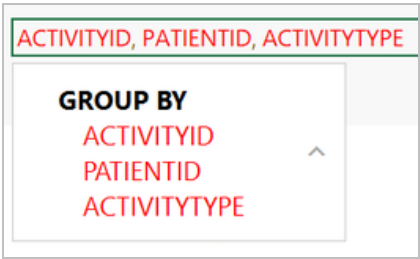 ACTIVITYID, PATIENTID, ACTIVITYTYPE
GROUP BY
ACTIVITYID
PATIENTID
ACTIVITYTYPE